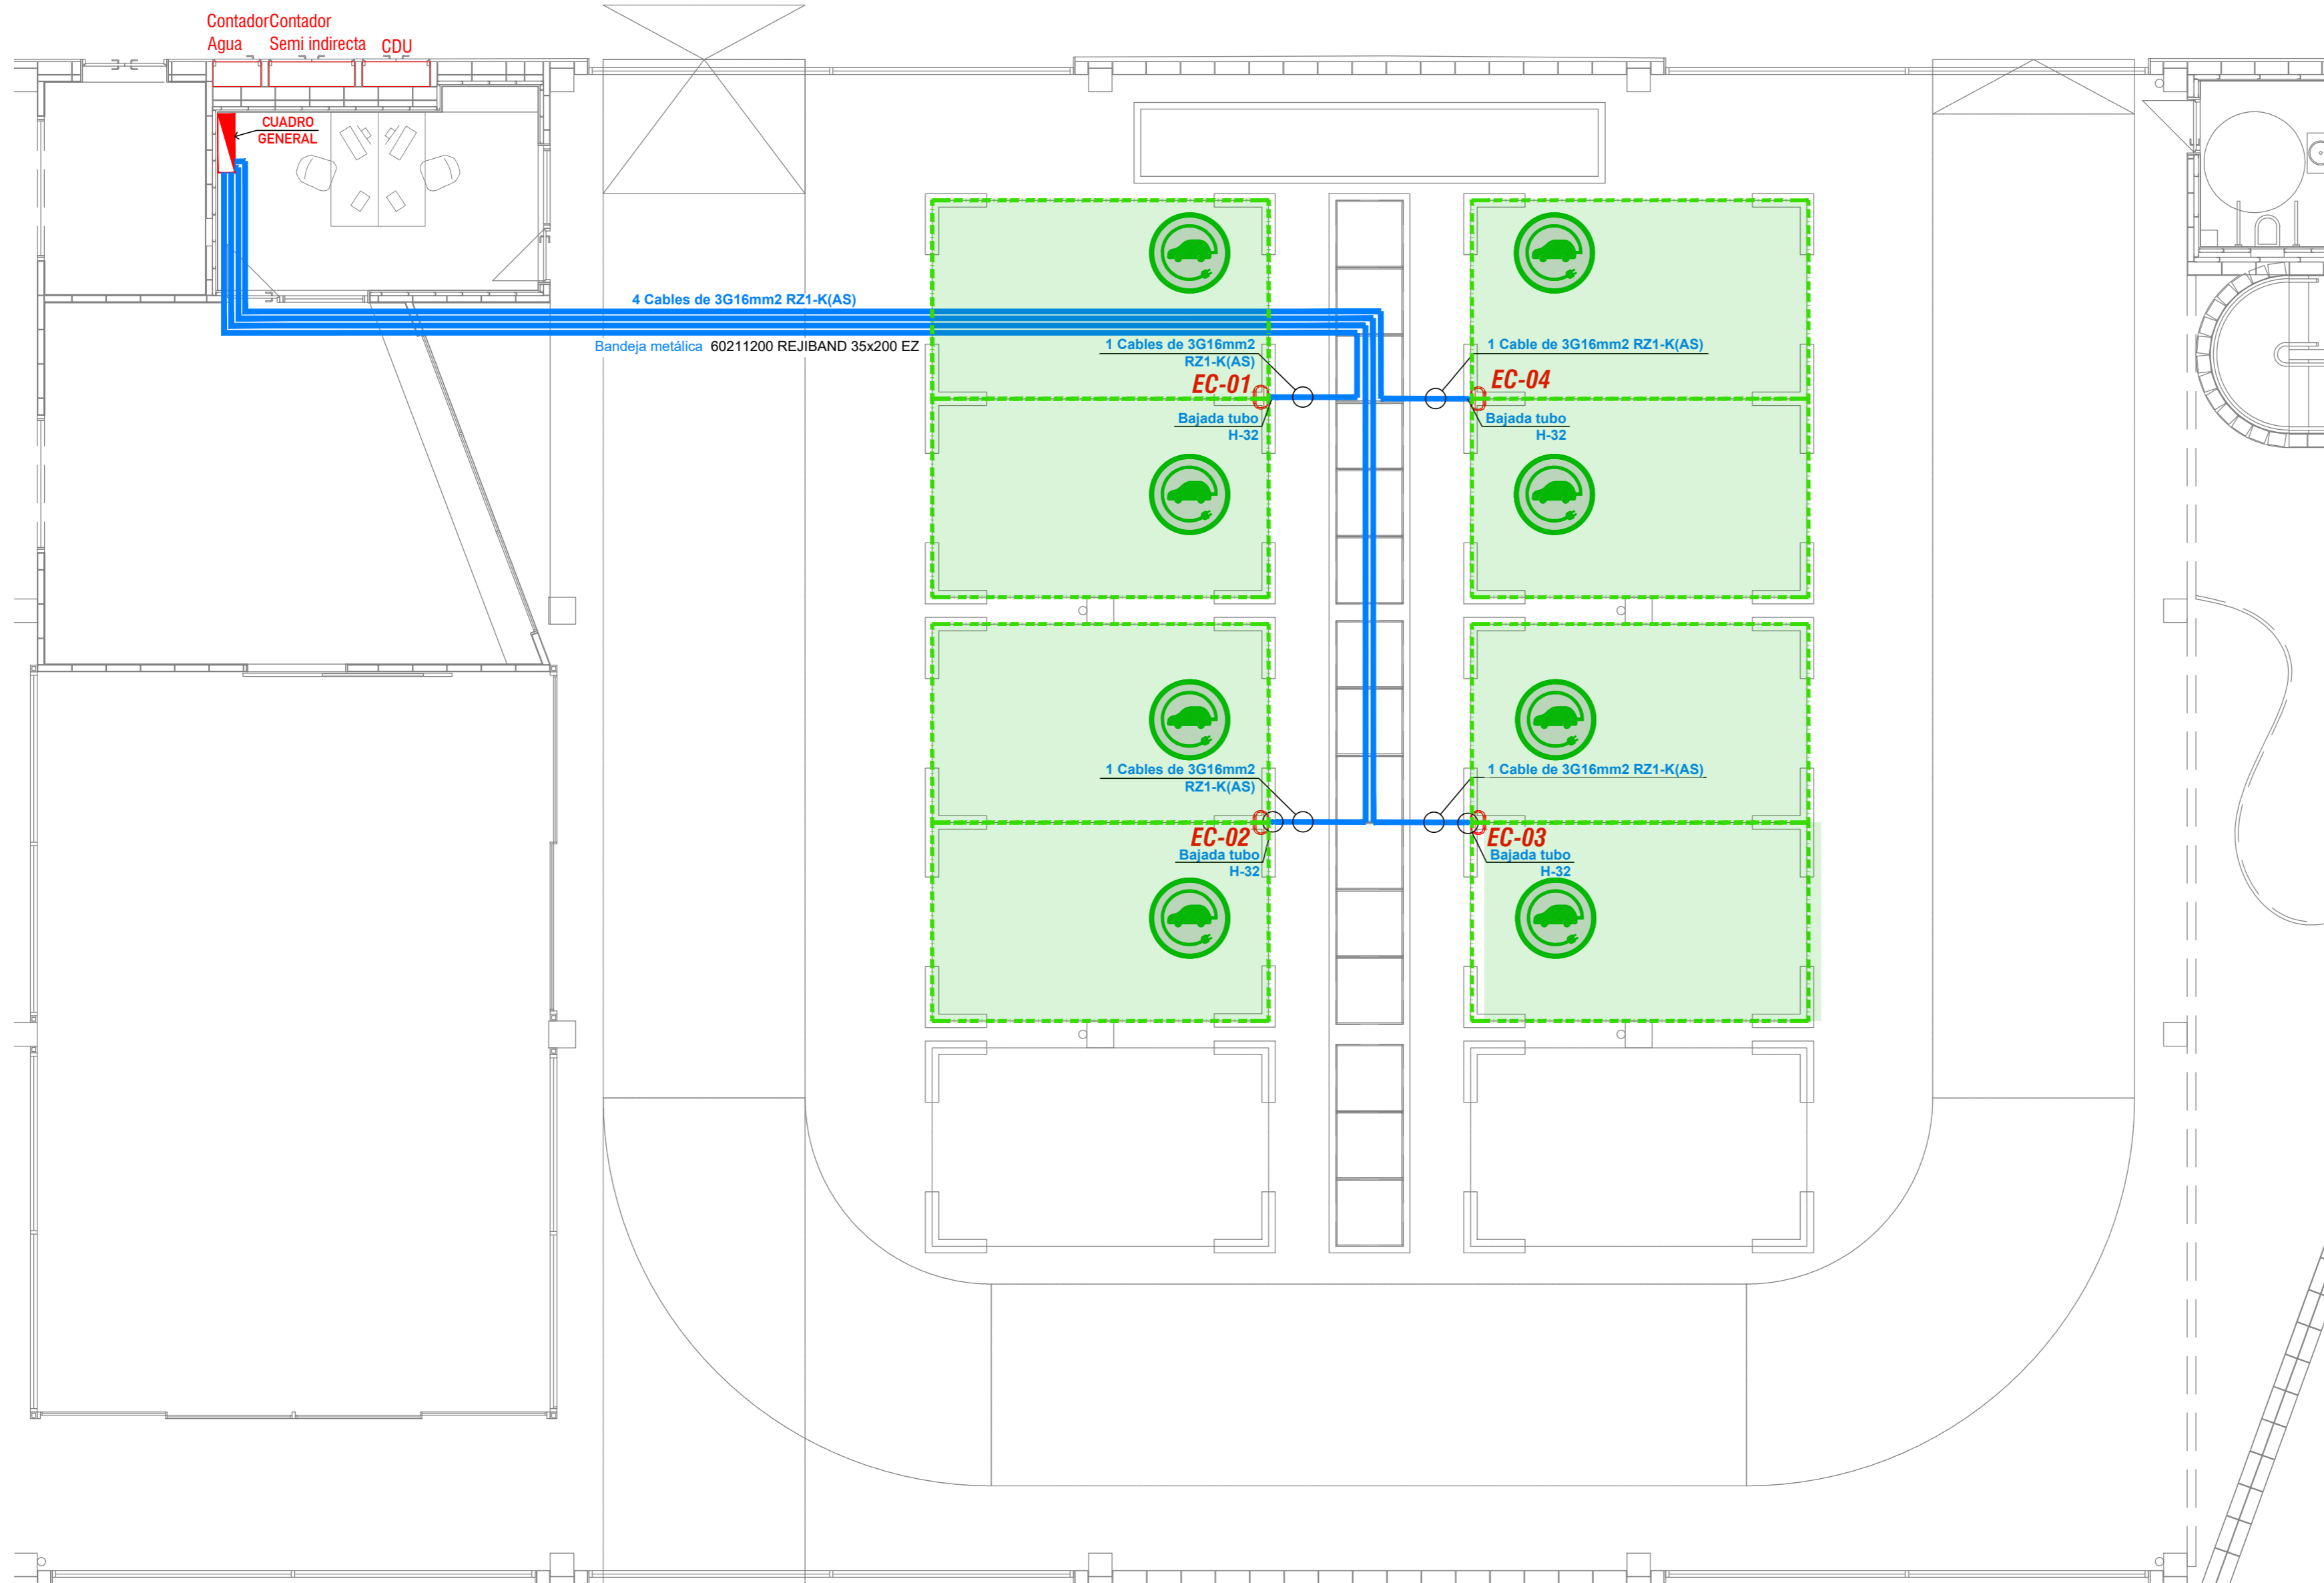 ContadorContador
Agua Semi indirecta CDU
CUADRO
GENERAL
4 Cables de 3G16mm2 RZ1-K(AS)
Bandeja metálica 60211200 REJIBAND 35x200 EZ
1 Cables de 3G16mm2
RZ1-K(AS)
EC-01
Bajada tubo
H-32
1 Cable de 3G16mm2 RZ1-K(AS)
EC-04
Bajada tubo
H-32
1 Cables de 3G16mm2
RZ1-K(AS)
EC-02
Bajada tubo
H-32
1 Cable de 3G16mm2 RZ1-K(AS)
EC-03
Bajada tubo
H-32